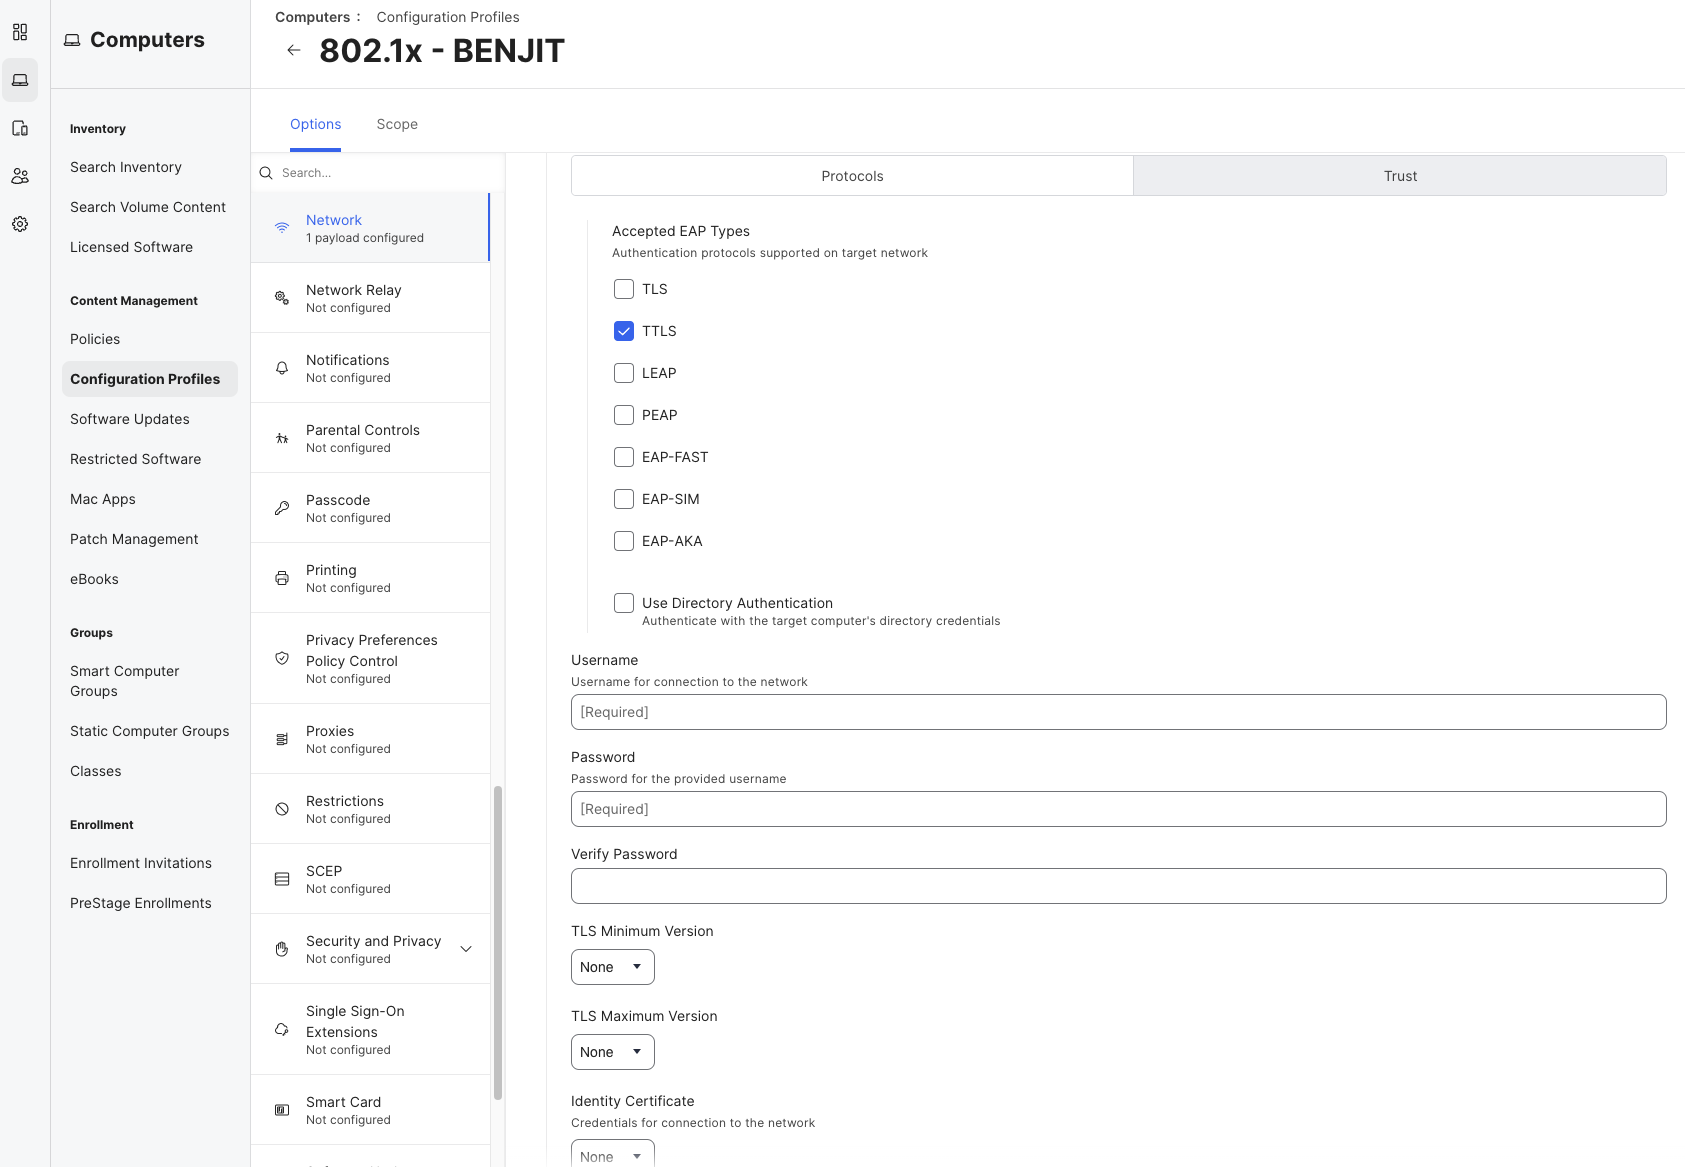 Computers
Inventory
Search Inventory
Search Volume Content
Licensed Software
Content Management
Policies
Configuration Profiles
Software Updates
Restricted Software
Mac Apps
Patch Management
eBooks
Groups
Smart Computer
Groups
Static Computer Groups
Classes
Enrollment
Enrollment Invitations
PreStage Enrollments
Computers : Configuration Profiles
802.1x - BENJIT
Options Scope
Search...
Network
1 payload configured
Network Relay
Not configured
Notifications
Not configured
Parental Controls
Not configured
Passcode
Not configured
Printing
Not configured
Privacy Preferences
Policy Control
Not configured
Proxies
Not configured
Restrictions
Not configured
SCEP
Not configured
Security and Privacy
Not configured
Single Sign-On
Extensions
Not configured
Smart Card
Not configured
Protocols Trust
Accepted EAP Types
Authentication protocols supported on target network
TLS
TTLS
LEAP
PEAP
EAP-FAST
EAP-SIM
EAP-AKA
Use Directory Authentication
Authenticate with the target computer's directory credentials
Username
Username for connection to the network
[Required]
Password
Password for the provided username
[Required]
Verify Password
TLS Minimum Version
None
TLS Maximum Version
None
Identity Certificate
Credentials for connection to the network
None